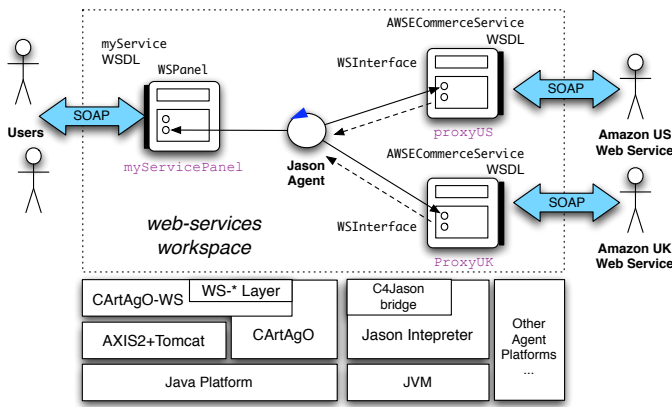 AWSECommerceService
WSDL
myService
WSDL
WSPanel
WSInterface
SOAP
SOAP
Users
proxyUS
myServicePanel
Jason
Agent
Amazon US
Web Service
AWSECommerceService
WSDL
SOAP
web-services
workspace
WSInterface
ProxyUK
Amazon UK
Web Service
WS-* Layer
CArtAgO-WS
C4Jason
bridge
AXIS2+Tomcat
CArtAgO
Jason Intepreter
Other
Agent
Platforms
...
Java Platform
JVM